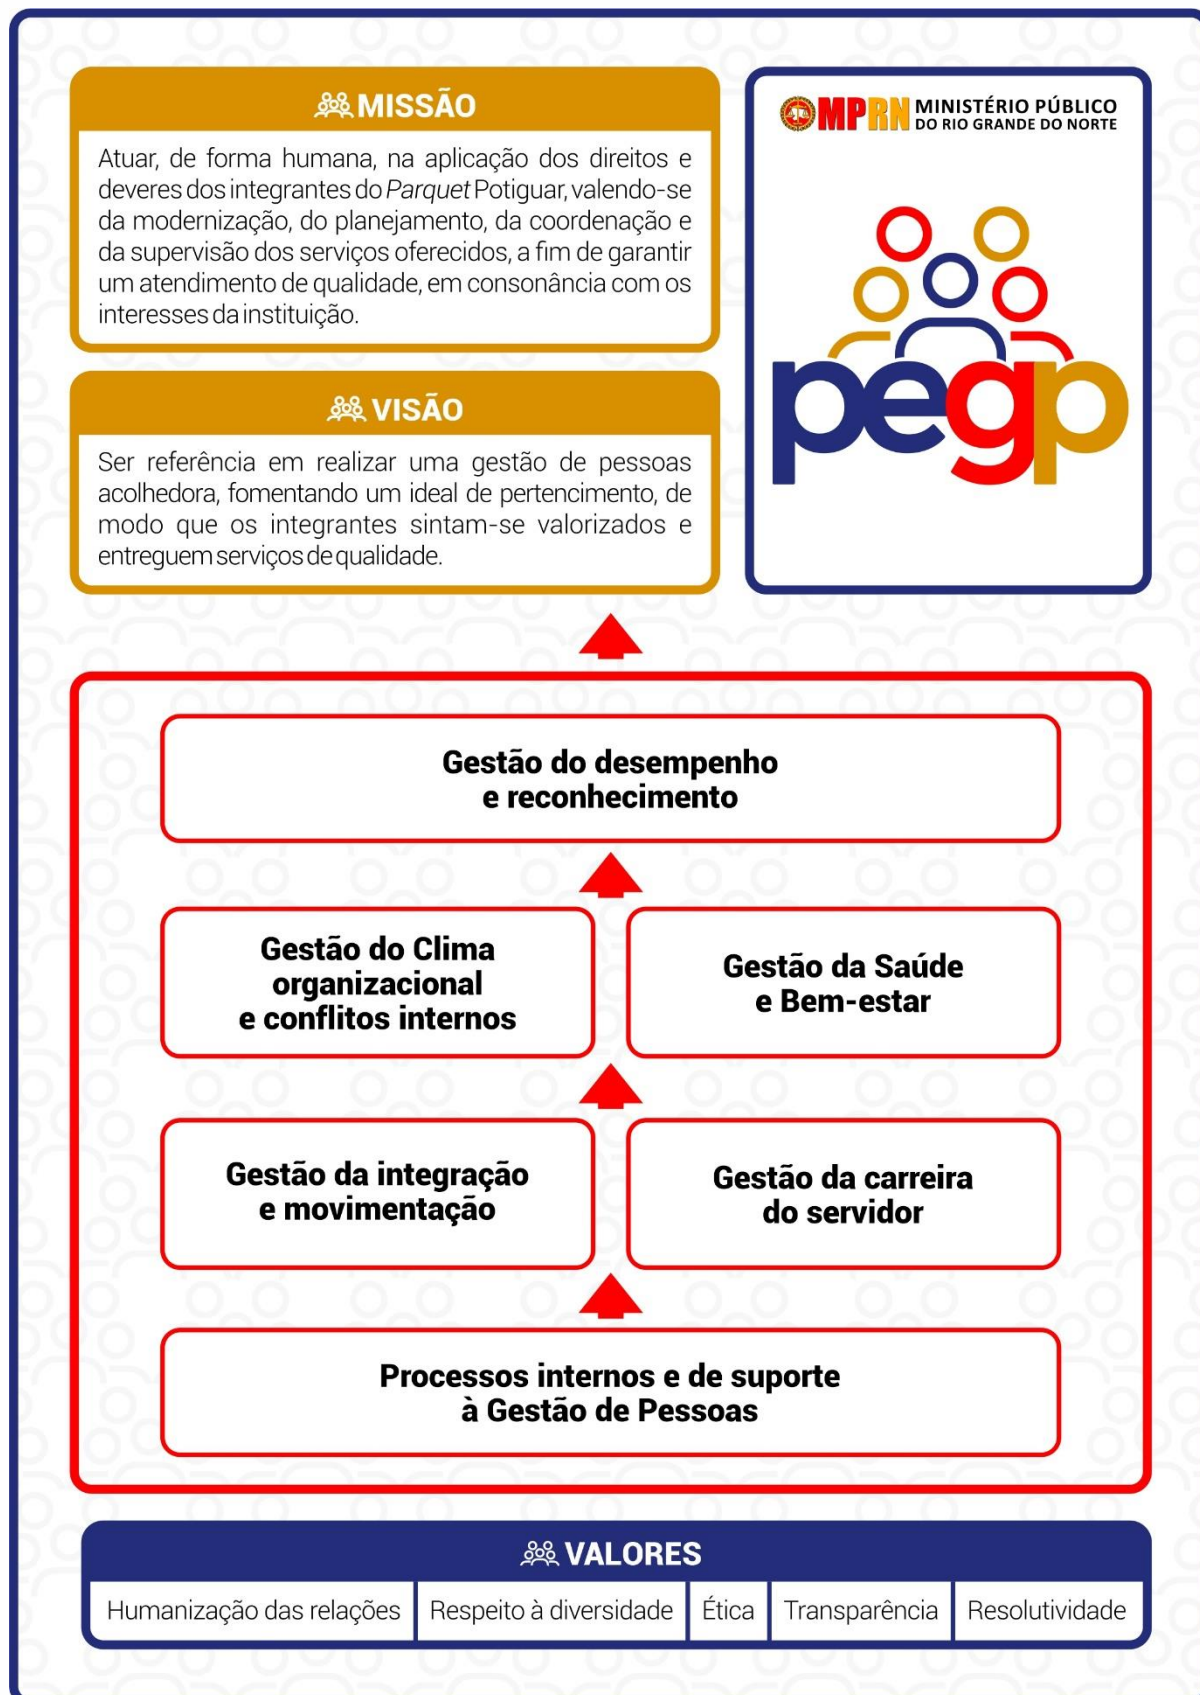 MISSÃO
Atuar, de forma humana, na aplicação dos direitos e
deveres dos integrantes do Parquet Potiguar, valendo-se
da modernização, do planejamento, da coordenação e
da supervisão dos serviços oferecidos, a fim de garantir
um atendimento de qualidade, em consonância com os
interesses da instituição.
VISÃO
Ser referência em realizar uma gestão de pessoas
acolhedora, fomentando um ideal de pertencimento, de
modo que os integrantes sintam-se valorizados e
entreguem serviços de qualidade.
MPRN MINISTÉRIO PÚBLICO
DO RIO GRANDE DO NORTE
pegp
Gestão do desempenho
e reconhecimento
Gestão do Clima
organizacional
e conflitos internos
Gestão da Saúde
e Bem-estar
Gestão da integração
e movimentação
Gestão da carreira
do servidor
Processos internos e de suporte
à Gestão de Pessoas
VALORES
Humanização das relações
Respeito à diversidade
Ética
Transparência
Resolutividade